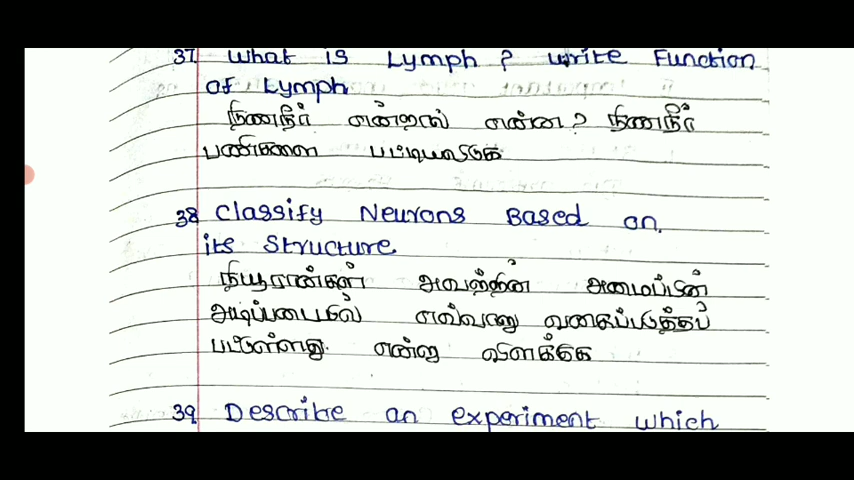 37 What is Lymph ? write Function
of Lymph
நிணநீர் என்றால் என்ன? நிணநீர்
பணிகளை பட்டியலிடுக
38 Classify Neurons Based on
its Structure
நியூரான்கள் அவற்றின் அமைப்பின்
அடிப்படையில் எவ்வாறு வகைப்படுத்தப்
பட்டுள்ளது என்று விளக்குக
39 Describe an experiment which